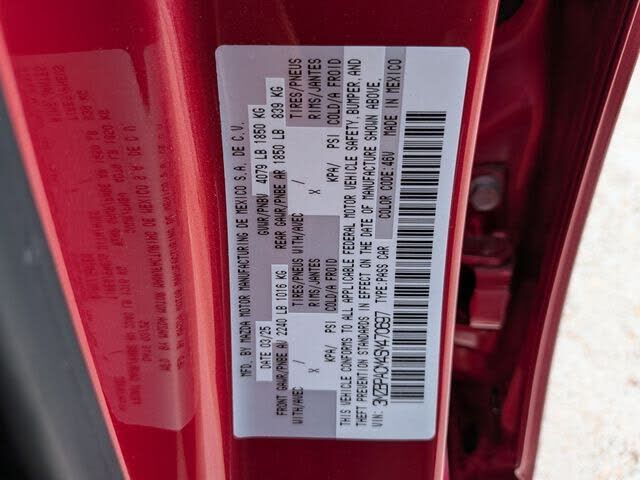 MFD. BY MAZDA MOTOR MANUFACTURING DE MEXICO S.A. DE C.V.
DATE 03/25 GVWR/PNBV 4079 LB 1850 KG
FRONT GAWR/PNBE AV 2240 LB 1016 KG REAR GAWR/PNBE AR 1850 LB 839 KG
WITH/AVEC TIRES/PNEUS WITH/AVEC TIRES/PNEUS
X RIMS/JANTES X RIMS/JANTES
KPA/ PSI COLD/A FROID KPA/ PSI COLD/A FROID
THIS VEHICLE CONFORMS TO ALL APPLICABLE FEDERAL MOTOR VEHICLE SAFETY, BUMPER, AND
THEFT PREVENTION STANDARDS IN EFFECT ON THE DATE OF MANUFACTURE SHOWN ABOVE.
VIN: TYPE:PASS CAR COLOR CODE:46V MADE IN MEXICO